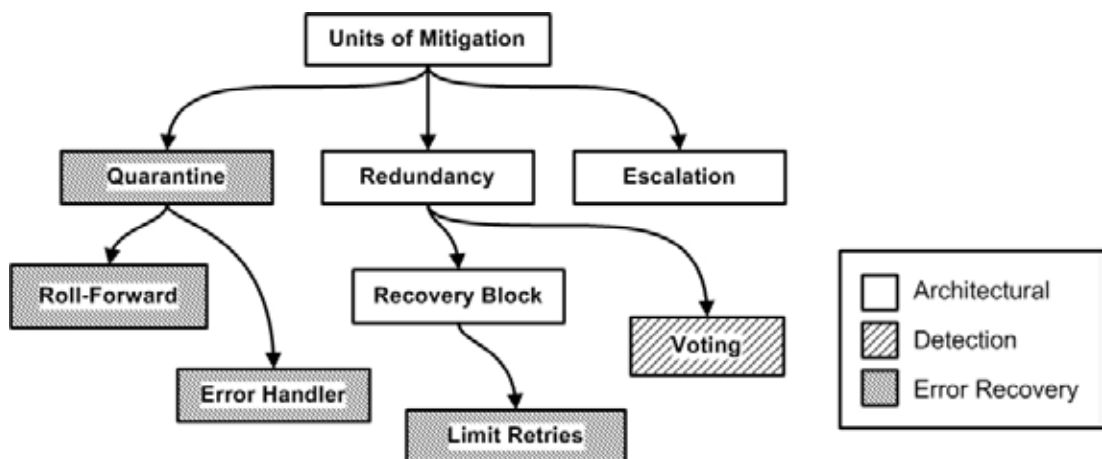 Units of Mitigation
Quarantine
Redundancy
Escalation
Roll-Forward
Recovery Block
Voting
Error Handler
Limit Retries
Architectural
Detection
Error Recovery